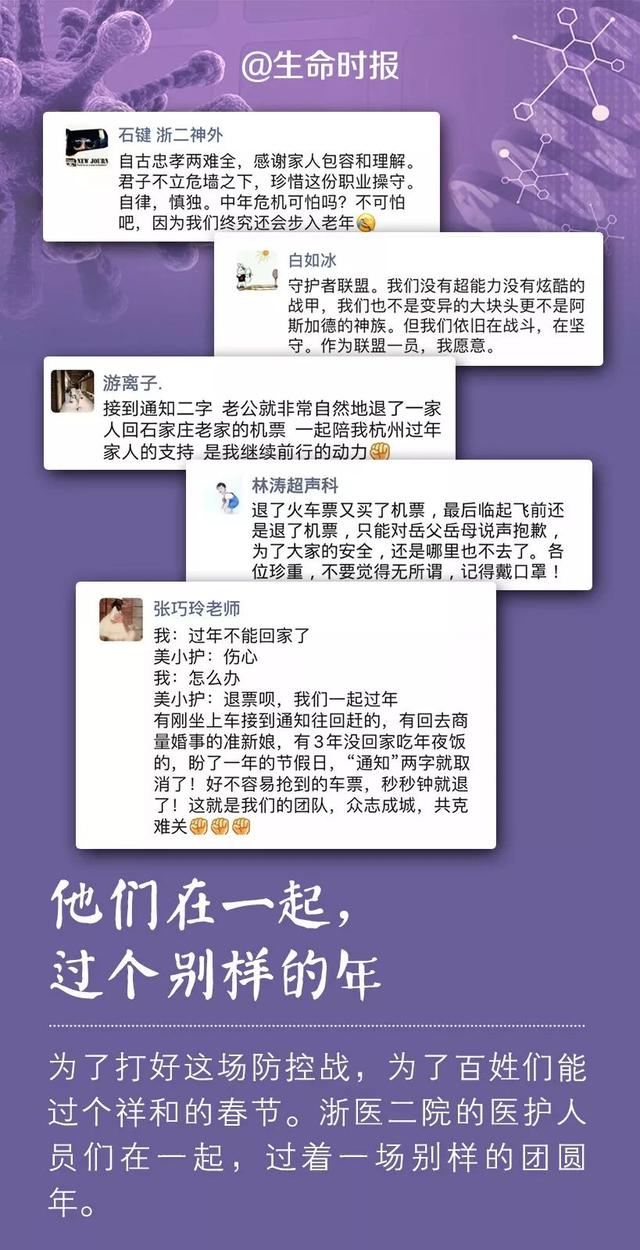 @生命时报
石键 浙二神外
自古忠孝两难全，感谢家人包容和理解。
君子不立危墙之下，珍惜这份职业操守。
自律，慎独。中年危机可怕吗？不可怕
吧，因为我们终究还会步入老年
NEW JOURN
白如冰
守护者联盟。我们没有超能力没有炫酷的
战甲，我们也不是变异的大块头更不是阿
斯加德的神族。但我们依旧在战斗，在坚
守。作为联盟一员，我愿意。
游离子.
接到通知二字 老公就非常自然地退了一家
人回石家庄老家的机票 一起陪我杭州过年
家人的支持 是我继续前行的动力✊
林涛超声科
退了火车票又买了机票，最后临起飞前还
是退了机票，只能对岳父岳母说声抱歉，
为了大家的安全，还是哪里也不去了。各
位珍重，不要觉得无所谓，记得戴口罩！
张巧玲老师
我：过年不能回家了
美小护：伤心
我：怎么办
美小护：退票呗，我们一起过年
有刚坐上车接到通知往回赶的，有回去商
量婚事的准新娘，有3年没回家吃年夜饭
的，盼了一年的节假日，“通知”两字就取
消了！好不容易抢到的车票，秒秒钟就退
了！这就是我们的团队，众志成城，共克
难关✊✊✊
他们在一起，
过个别样的年
为了打好这场防控战，为了百姓们能
过个祥和的春节。浙医二院的医护人
员们在一起，过着一场别样的团圆
年。